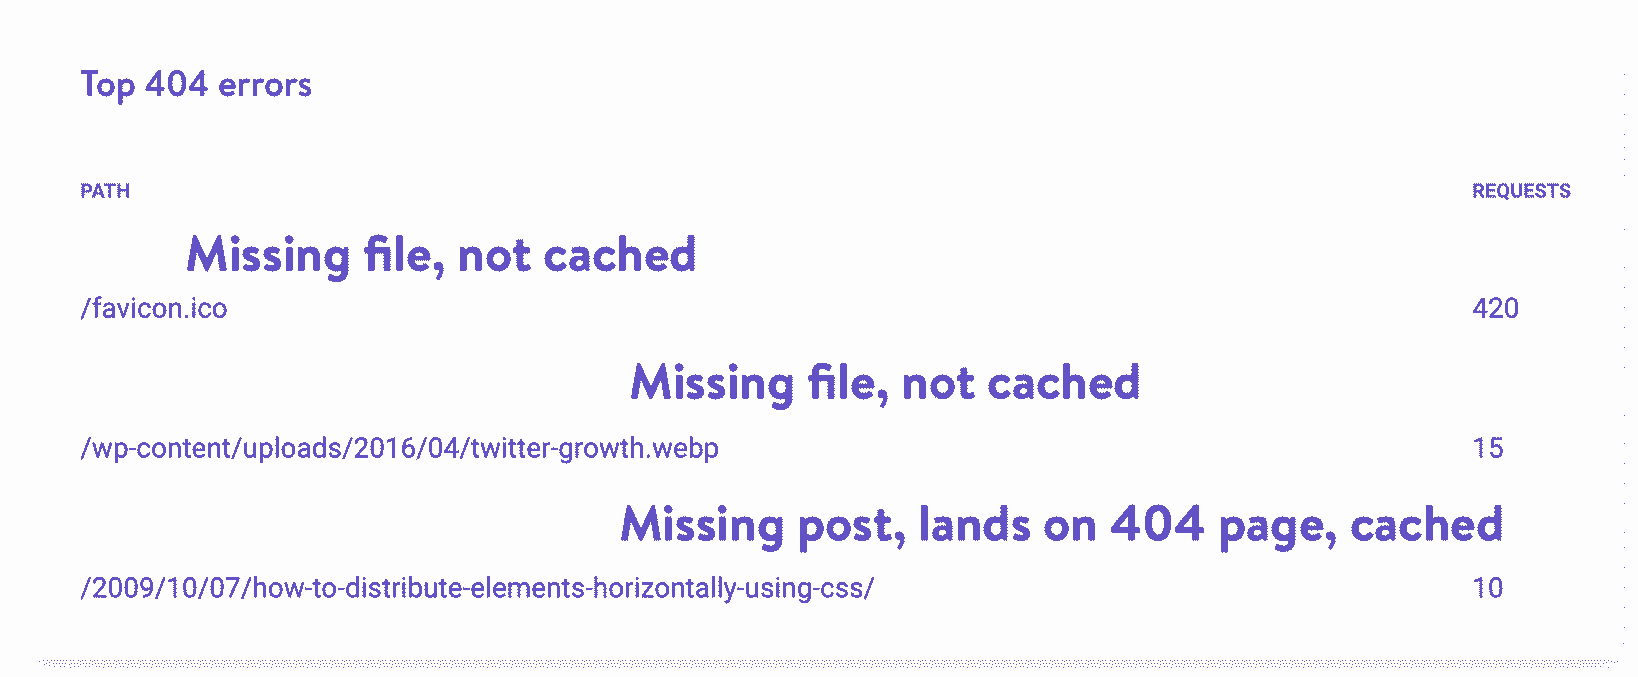 Top 404 errors
PATH REQUESTS
Missing file, not cached
/favicon.ico 420
Missing file, not cached
/wp-content/uploads/2016/04/twitter-growth.webp 15
Missing post, lands on 404 page, cached
/2009/10/07/how-to-distribute-elements-horizontally-using-css/ 10